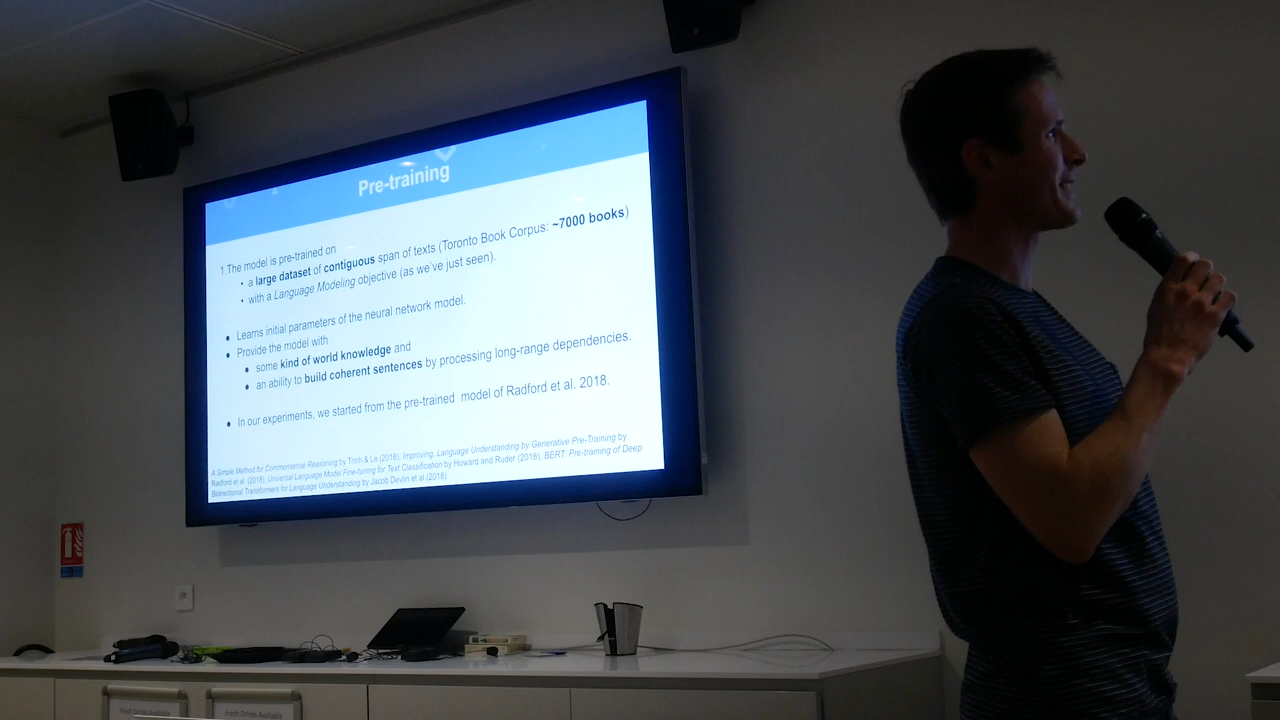 Pre-training
1.The model is pre-trained on
• a large dataset of contiguous span of texts (Toronto Book Corpus: ~7000 books)
• with a Language Modeling objective (as we've just seen).
• Learns initial parameters of the neural network model.
• Provide the model with
• some kind of world knowledge and
• an ability to build coherent sentences by processing long-range dependencies.
• In our experiments, we started from the pre-trained model of Radford et al. 2018.
A Simple Method for Commonsense Reasoning by Trinh & Le (2018), Improving, Language Understanding by Generative Pre-Training by
Radford et al. (2018), Universal Language Model Fine-tuning for Text Classification by Howard and Ruder (2018), BERT: Pre-training of Deep
Bidirectional Transformers for Language Understanding by Jacob Devlin et al (2018)
Fresh Drinks Available
Fresh Drinks Available